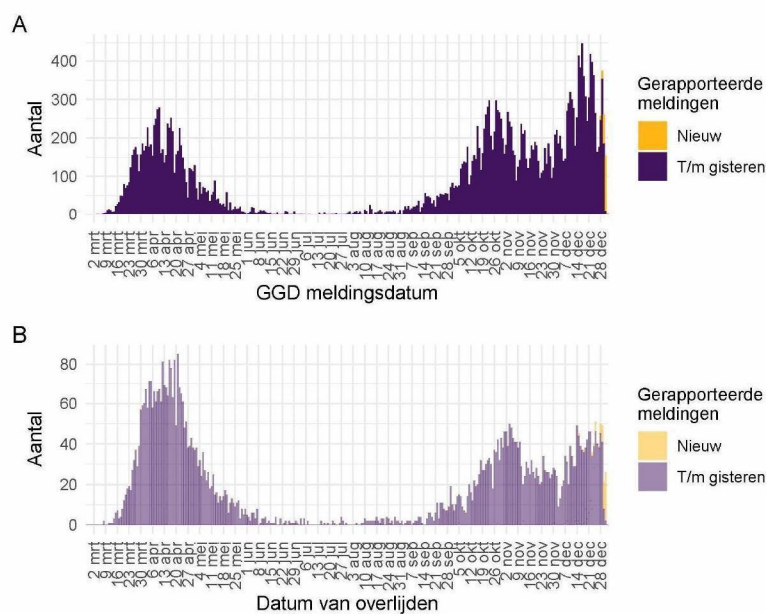 A
Aantal
400
300
200
100
0
2 mrt
9 mrt
16 mrt
23 mrt
30 mrt
6 apr
13 apr
20 apr
27 apr
4 mei
11 mei
18 mei
25 mei
1 jun
8 jun
15 jun
22 jun
29 jun
6 jul
13 jul
20 jul
27 jul
3 aug
10 aug
17 aug
24 aug
31 aug
7 sep
14 sep
21 sep
28 sep
5 okt
12 okt
19 okt
26 okt
2 nov
9 nov
16 nov
23 nov
30 nov
7 dec
14 dec
21 dec
28 dec
GGD meldingsdatum
Gerapporteerde
meldingen
Nieuw
T/m gisteren
B
Aantal
80
60
40
20
0
2 mrt
9 mrt
16 mrt
23 mrt
30 mrt
6 apr
13 apr
20 apr
27 apr
4 mei
11 mei
18 mei
25 mei
1 jun
8 jun
15 jun
22 jun
29 jun
6 jul
13 jul
20 jul
27 jul
3 aug
10 aug
17 aug
24 aug
31 aug
7 sep
14 sep
21 sep
28 sep
5 okt
12 okt
19 okt
26 okt
2 nov
9 nov
16 nov
23 nov
30 nov
7 dec
14 dec
21 dec
28 dec
Datum van overlijden
Gerapporteerde
meldingen
Nieuw
T/m gisteren